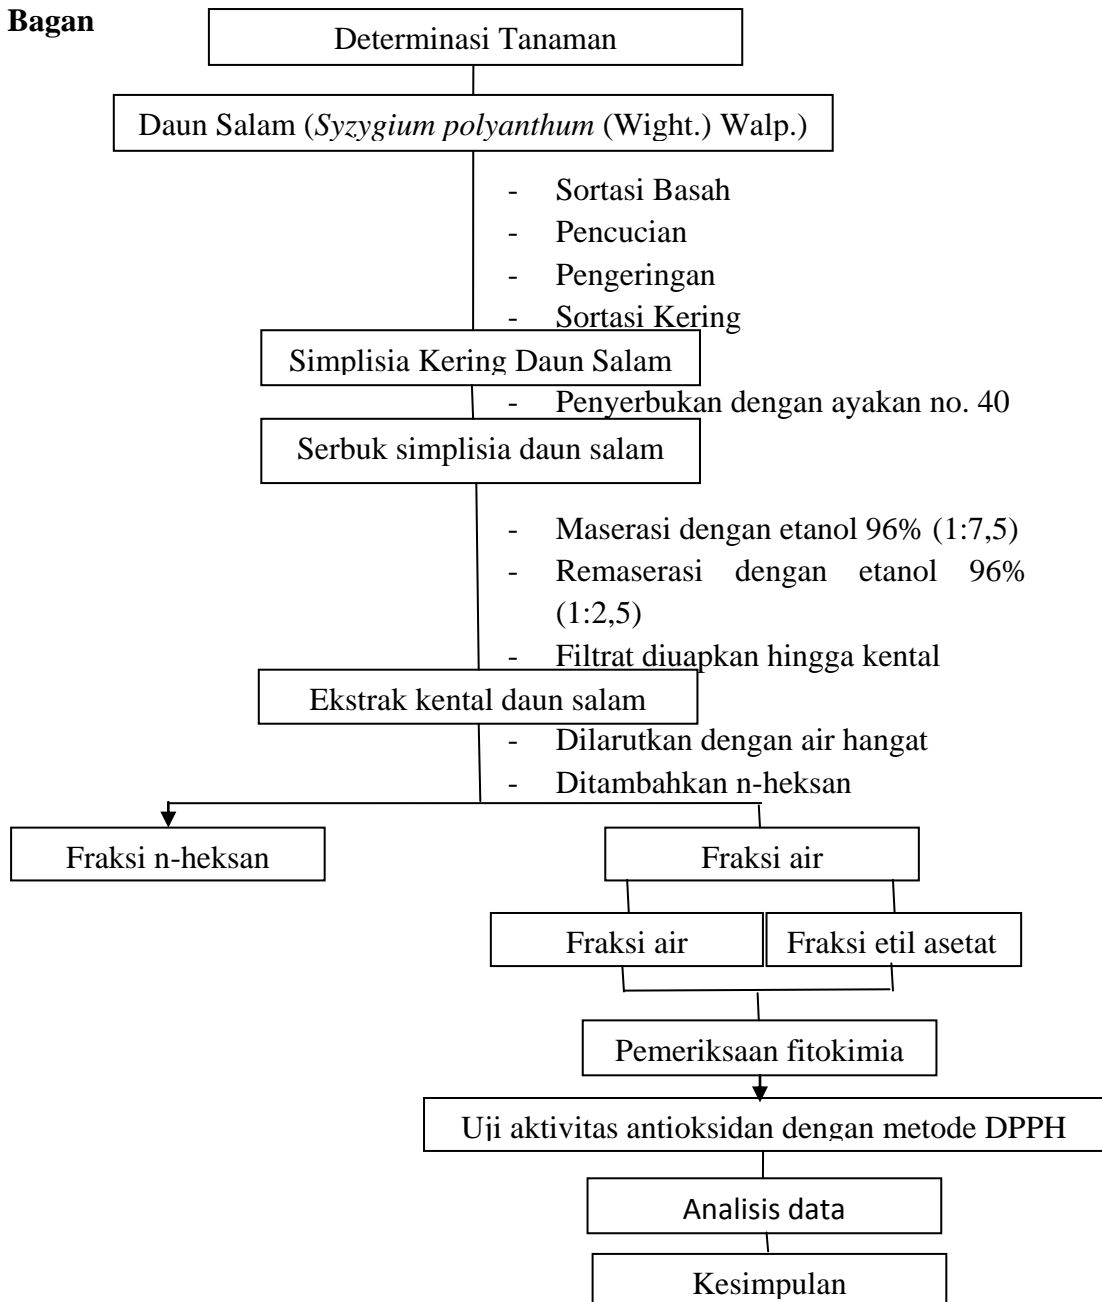 Bagan
Determinasi Tanaman
Daun Salam (Syzygium polyanthum (Wight.) Walp.)
- Sortasi Basah
- Pencucian
- Pengeringan
- Sortasi Kering
Simplisia Kering Daun Salam
- Penyerbukan dengan ayakan no. 40
Serbuk simplisia daun salam
- Maserasi dengan etanol 96% (1:7,5)
- Remaserasi dengan etanol 96%
(1:2,5)
- Filtrat diuapkan hingga kental
Ekstrak kental daun salam
- Dilarutkan dengan air hangat
- Ditambahkan n-heksan
Fraksi n-heksan
Fraksi air
Fraksi air
Fraksi etil asetat
Pemeriksaan fitokimia
Uji aktivitas antioksidan dengan metode DPPH
Analisis data
Kesimpulan